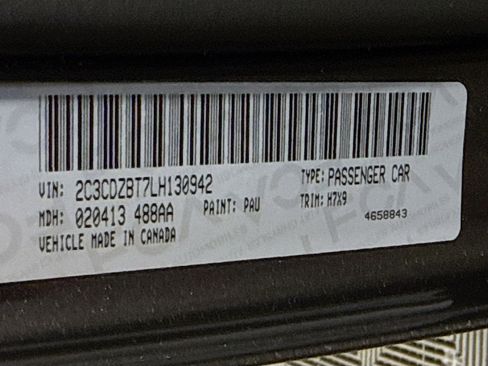 VIN: 2C3CDZBT7LH130942 TYPE: PASSENGER CAR
MDH: 020413 488AA PAINT: PAU TRIM: H7X9
VEHICLE MADE IN CANADA 4658843